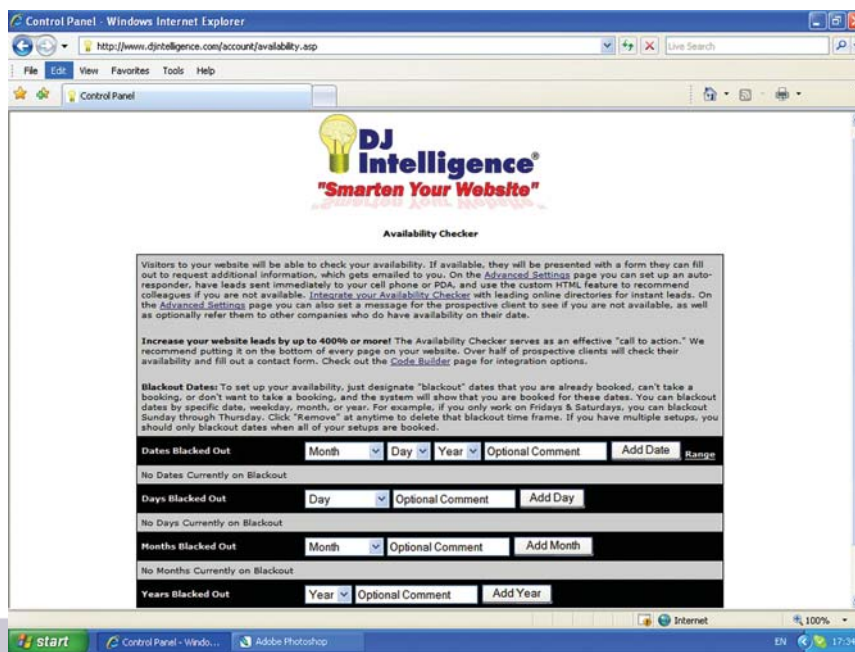 Control Panel - Windows Internet Explorer
http://www.djintelligence.com/account/availability.asp
Live Search
File Edit View Favorites Tools Help
Control Panel
DJ
Intelligence®
"Smarten Your Website"
Availability Checker
Visitors to your website will be able to check your availability. If available, they will be presented with a form they can fill
out to request additional information, which gets emailed to you. On the Advanced Settings page you can set up an auto-
responder, have leads sent immediately to your cell phone or PDA, and use the custom HTML feature to recommend
colleagues if you are not available. Integrate your Availability Checker with leading online directories for instant leads. On
the Advanced Settings page you can also set a message for the prospective client to see if you are not available, as well
as optionally refer them to other companies who do have availability on their date.
Increase your website leads by up to 400% or more! The Availability Checker serves as an effective "call to action." We
recommend putting it on the bottom of every page on your website. Over half of prospective clients will check their
availability and fill out a contact form. Check out the Code Builder page for integration options.
Blackout Dates: To set up your availability, just designate "blackout" dates that you are already booked, can't take a
booking, or don't want to take a booking, and the system will show that you are booked for these dates. You can blackout
dates by specific date, weekday, month, or year. For example, if you only work on Fridays & Saturdays, you can blackout
Sunday through Thursday. Click "Remove" at anytime to delete that blackout time frame. If you have multiple setups, you
should only blackout dates when all of your setups are booked.
Dates Blacked Out Month Day Year Optional Comment Add Date Range
No Dates Currently on Blackout
Days Blacked Out Day Optional Comment Add Day
No Days Currently on Blackout
Months Blacked Out Month Optional Comment Add Month
No Months Currently on Blackout
Years Blacked Out Year Optional Comment Add Year
Internet 100%
start Control Panel - Windo... Adobe Photoshop EN 17:34